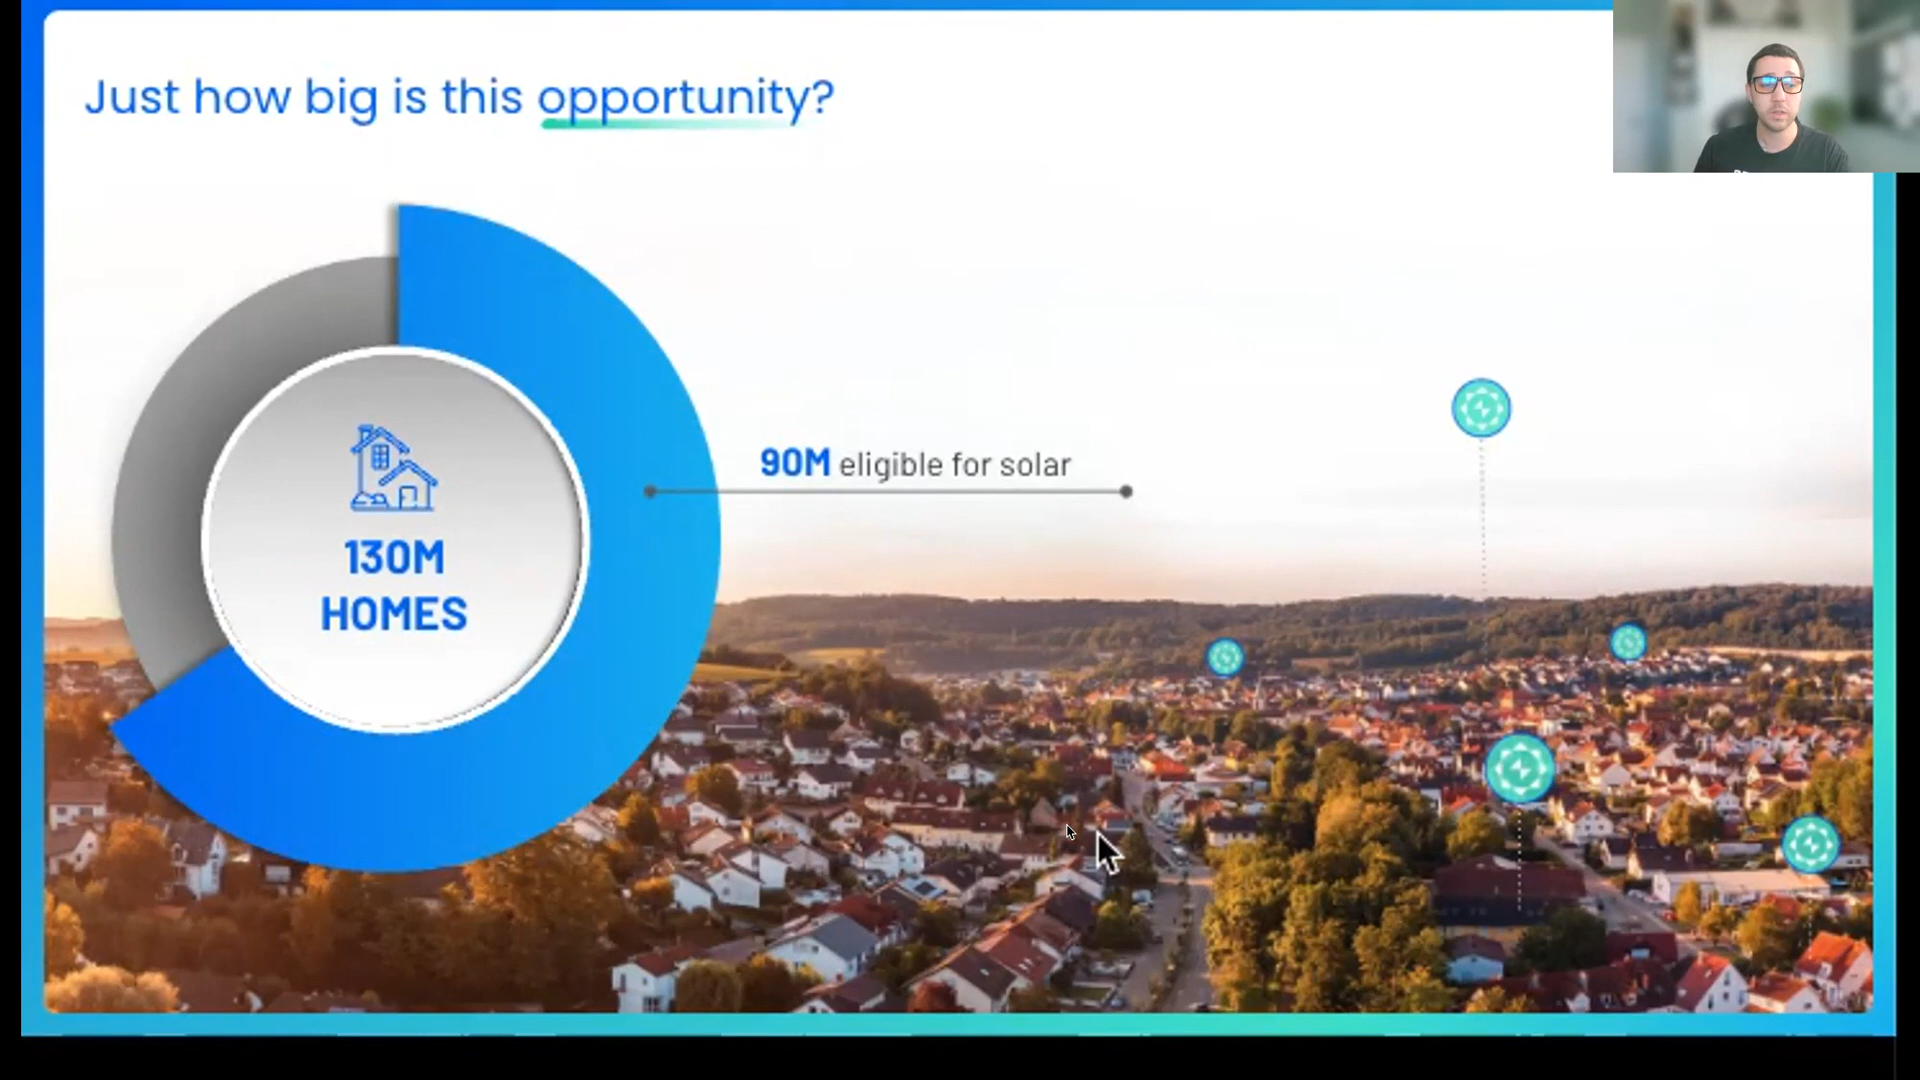 Just how big is this opportunity?
90M eligible for solar
130M
HOMES